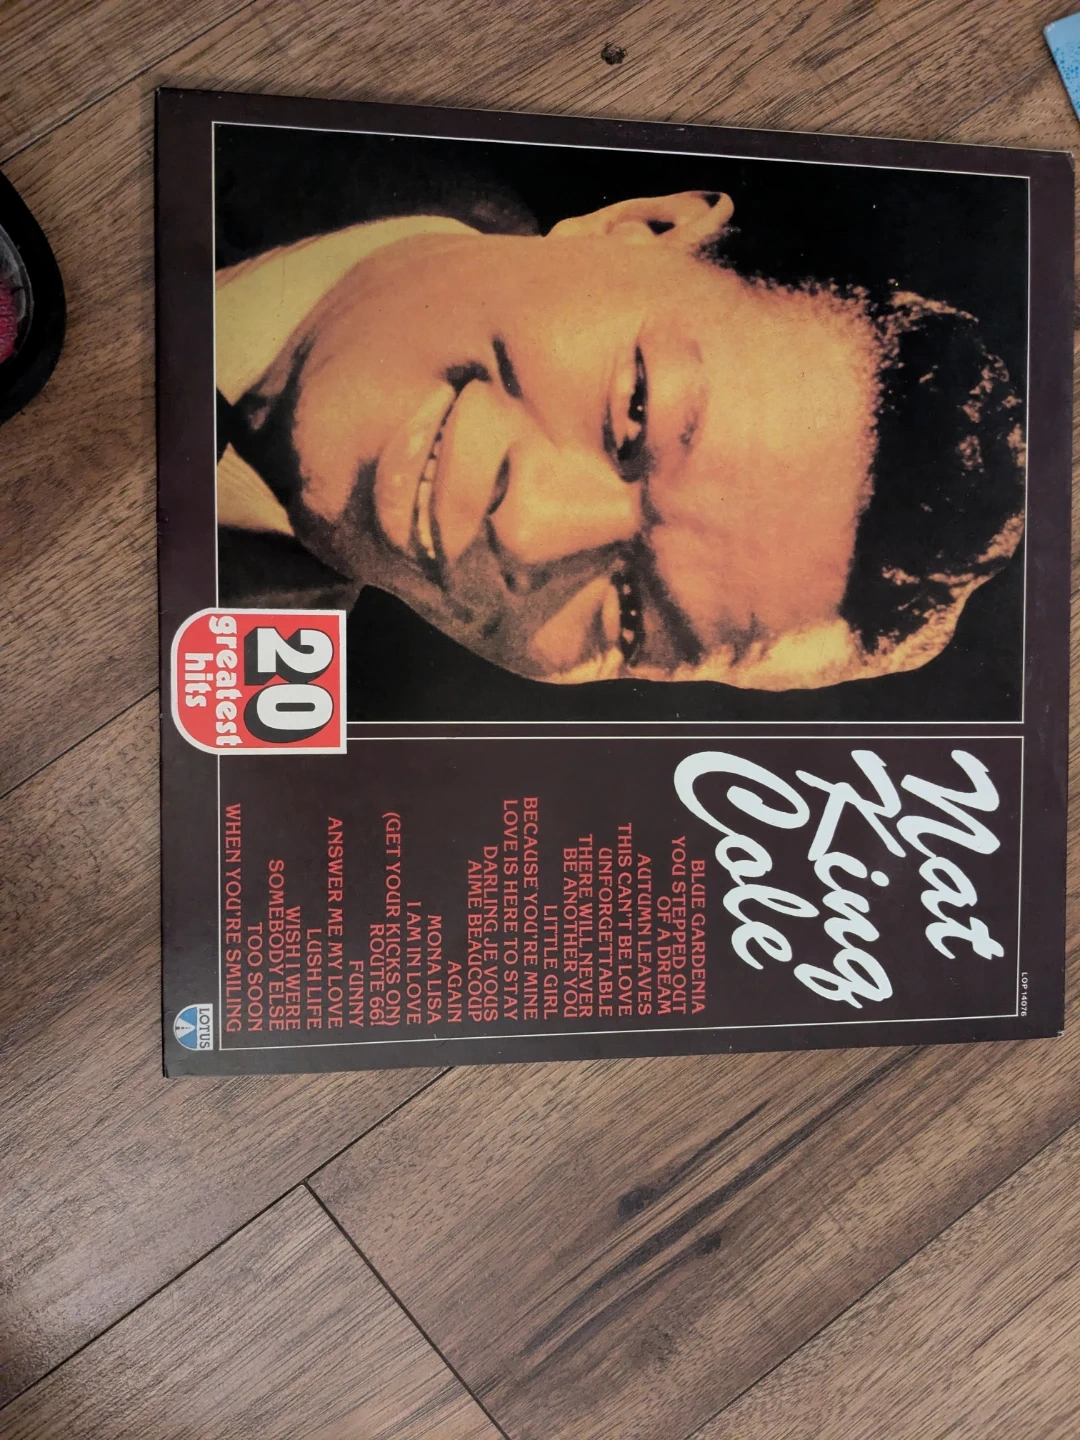 LOP 14076
Nat
King
Cole
BLUE GARDENIA
YOU STEPPED OUT
OF A DREAM
AUTUMN LEAVES
THIS CAN'T BE LOVE
UNFORGETTABLE
THERE WILL NEVER
BE ANOTHER YOU
LITTLE GIRL
BECAUSE YOU'RE MINE
LOVE IS HERE TO STAY
DARLING JE VOUS
AIME BEAUCOUP
AGAIN
MONA LISA
I AM IN LOVE
(GET YOUR KICKS ON)
ROUTE 66!
FUNNY
ANSWER ME MY LOVE
LUSH LIFE
WISH I WERE
SOMEBODY ELSE
TOO SOON
WHEN YOU'RE SMILING
20
greatest
hits
LOTUS